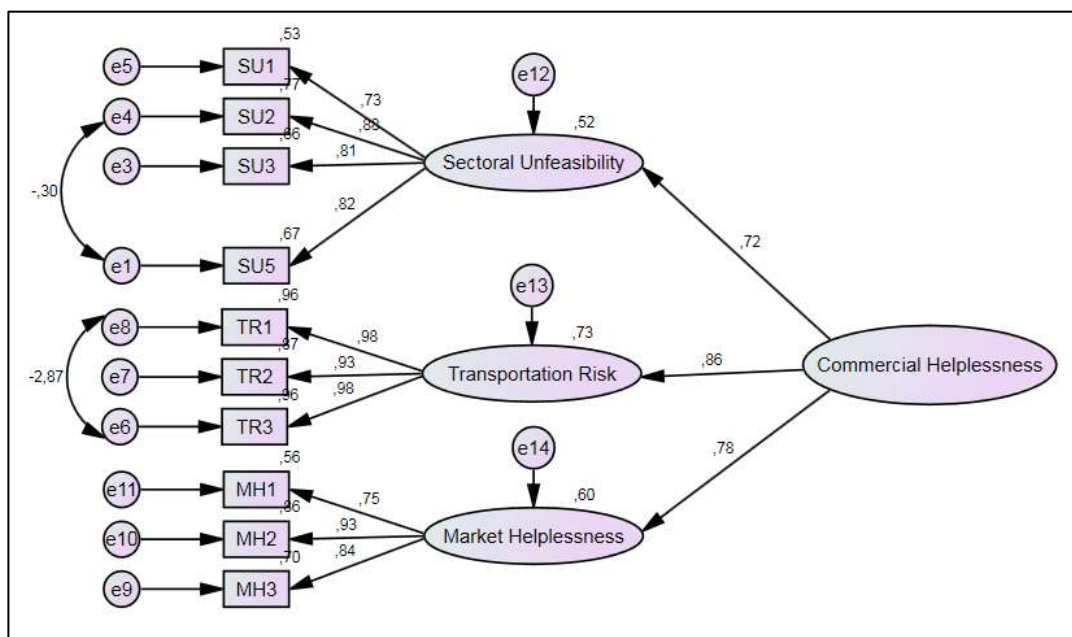 ,53
e5
SU1
e12
,77
,73
e4
SU2
,88
,52
,66
e3
SU3
,81
Sectoral Unfeasibility
-,30
,82
,67
,72
e1
SU5
,96
e13
e8
TR1
,98
,73
,87
e7
TR2
,93
Transportation Risk
,86
Commercial Helplessness
-2,87
,98
,96
e6
TR3
e14
,78
,56
e11
MH1
,75
,60
,86
e10
MH2
,93
Market Helplessness
,84
,70
e9
MH3